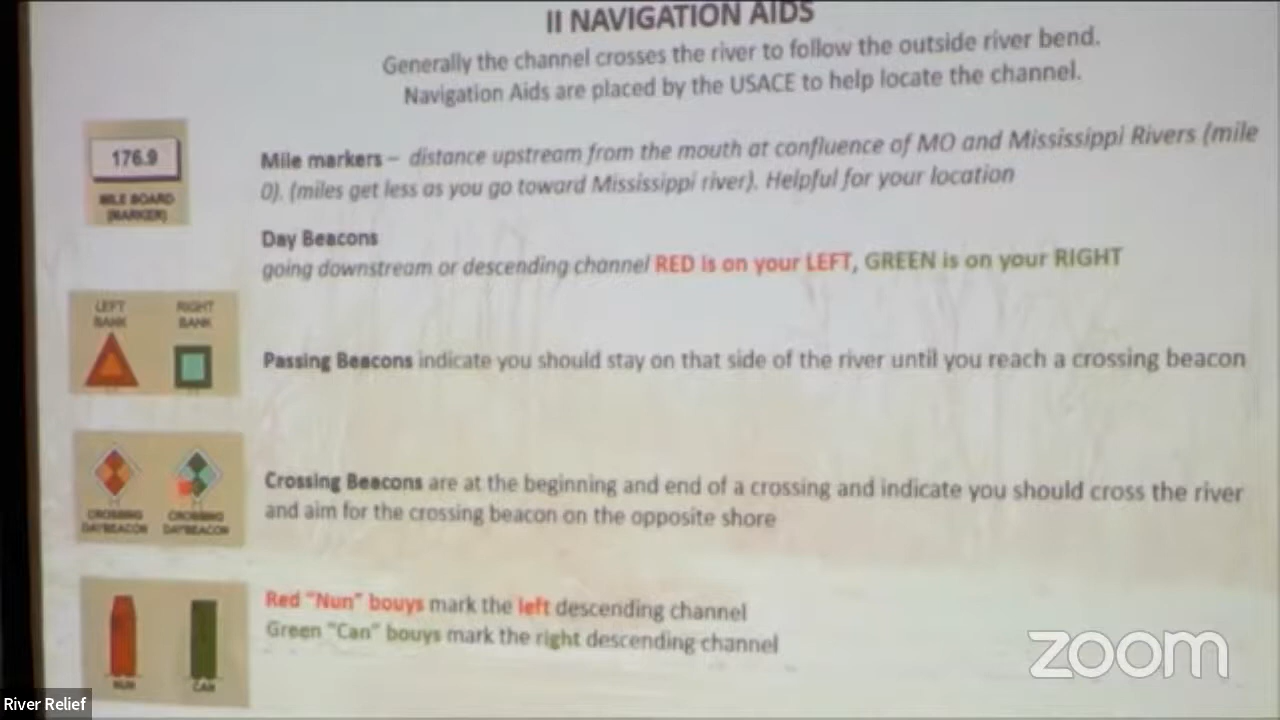 II NAVIGATION AIDS
Generally the channel crosses the river to follow the outside river bend.
Navigation Aids are placed by the USACE to help locate the channel.
176.9
MILE BOARD
(MARKER)
Mile markers – distance upstream from the mouth at confluence of MO and Mississippi Rivers (mile
0). (miles get less as you go toward Mississippi river). Helpful for your location
Day Beacons
going downstream or descending channel RED is on your LEFT, GREEN is on your RIGHT
LEFT BANK
RIGHT BANK
Passing Beacons indicate you should stay on that side of the river until you reach a crossing beacon
CROSSING DAYBEACON
CROSSING DAYBEACON
Crossing Beacons are at the beginning and end of a crossing and indicate you should cross the river
and aim for the crossing beacon on the opposite shore
NUN
CAN
Red "Nun" bouys mark the left descending channel
Green "Can" bouys mark the right descending channel
zoom
River Relief